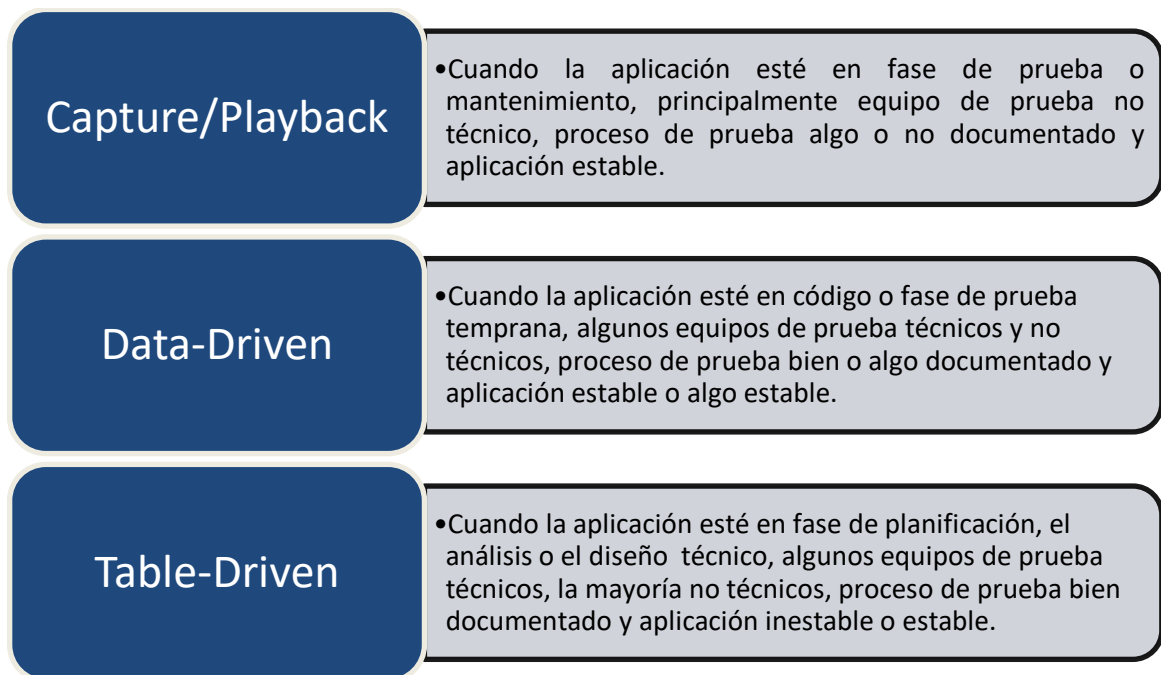 Capture/Playback
•Cuando la aplicación esté en fase de prueba o
mantenimiento, principalmente equipo de prueba no
técnico, proceso de prueba algo o no documentado y
aplicación estable.
Data-Driven
•Cuando la aplicación esté en código o fase de prueba
temprana, algunos equipos de prueba técnicos y no
técnicos, proceso de prueba bien o algo documentado y
aplicación estable o algo estable.
Table-Driven
•Cuando la aplicación esté en fase de planificación, el
análisis o el diseño técnico, algunos equipos de prueba
técnicos, la mayoría no técnicos, proceso de prueba bien
documentado y aplicación inestable o estable.